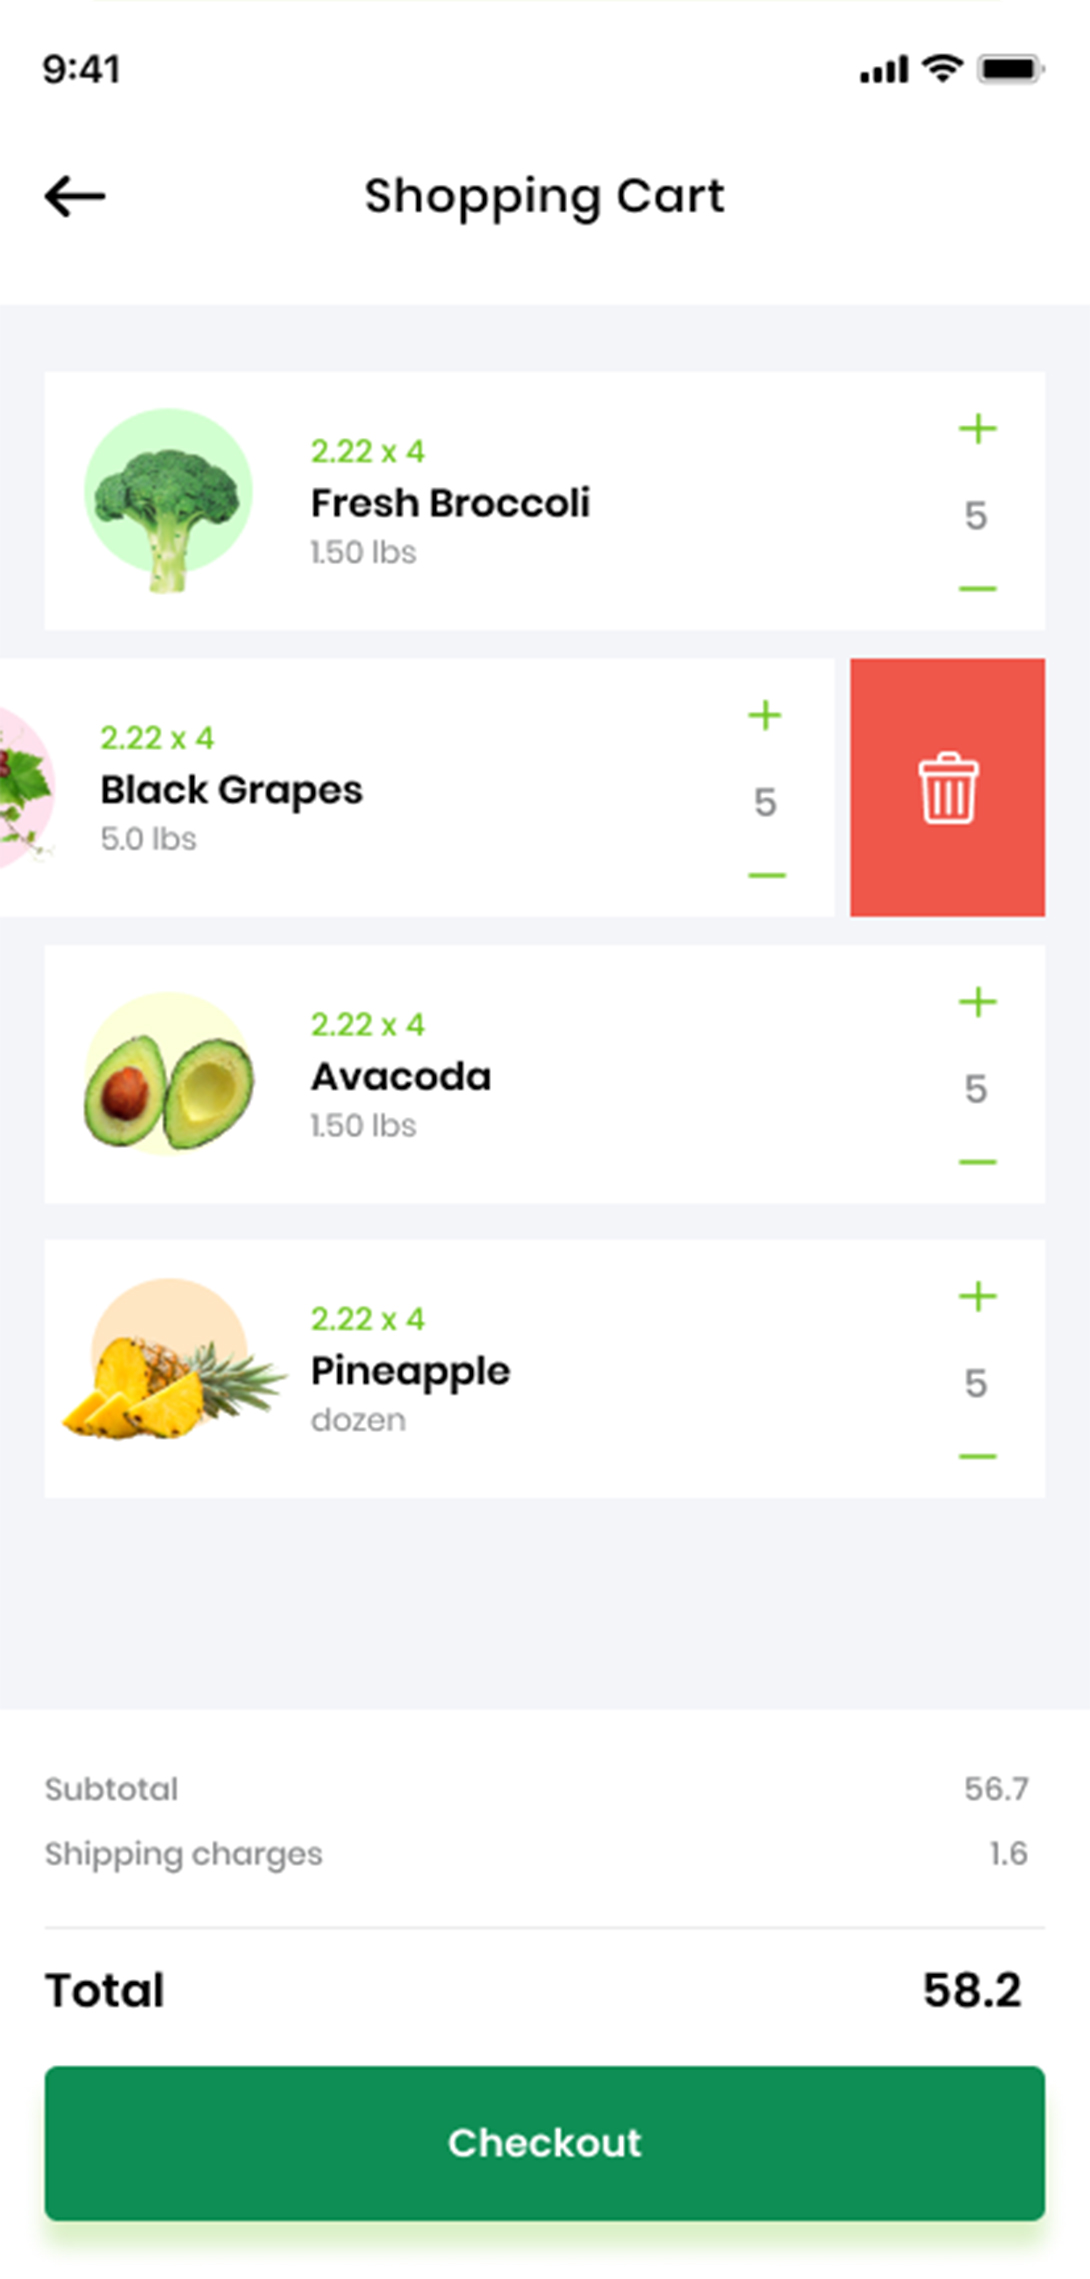 9:41
Shopping Cart
2.22 x 4
Fresh Broccoli
1.50 lbs
5
2.22 x 4
Black Grapes
5.0 lbs
5
2.22 x 4
Avacoda
1.50 lbs
5
2.22 x 4
Pineapple
dozen
5
Subtotal 56.7
Shipping charges 1.6
Total 58.2
Checkout